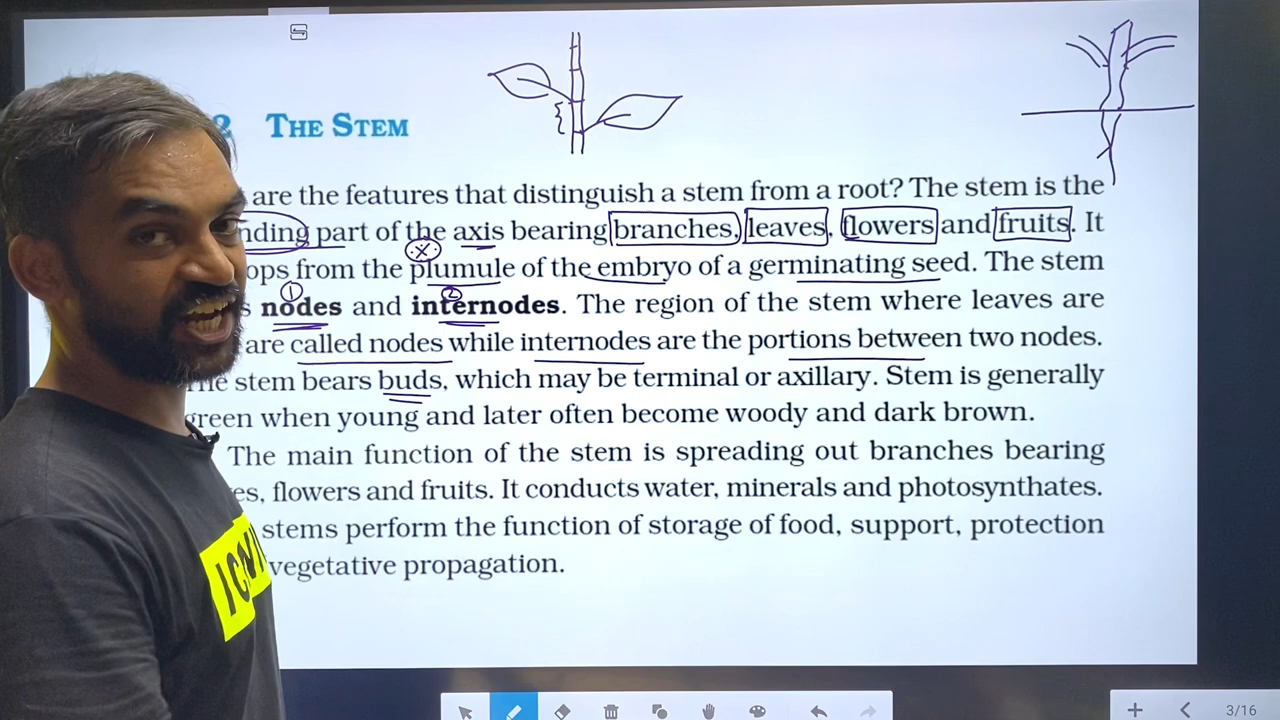 2 THE STEM
are the features that distinguish a stem from a root? The stem is the
nding part of the axis bearing branches, leaves, flowers and fruits. It
ops from the plumule of the embryo of a germinating seed. The stem
s nodes and internodes. The region of the stem where leaves are
are called nodes while internodes are the portions between two nodes.
The stem bears buds, which may be terminal or axillary. Stem is generally
green when young and later often become woody and dark brown.
The main function of the stem is spreading out branches bearing
es, flowers and fruits. It conducts water, minerals and photosynthates.
stems perform the function of storage of food, support, protection
vegetative propagation.
x
1
2
3/16